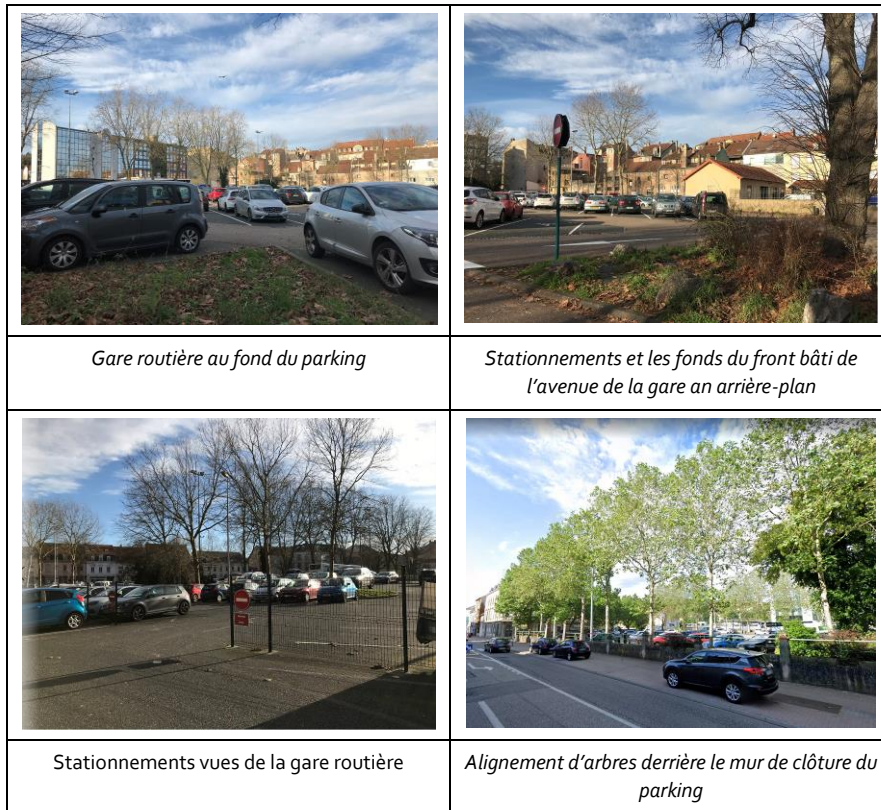 Gare routière au fond du parking
Stationnements et les fonds du front bâti de
l'avenue de la gare an arrière-plan
Stationnements vues de la gare routière
Alignement d'arbres derrière le mur de clôture du
parking